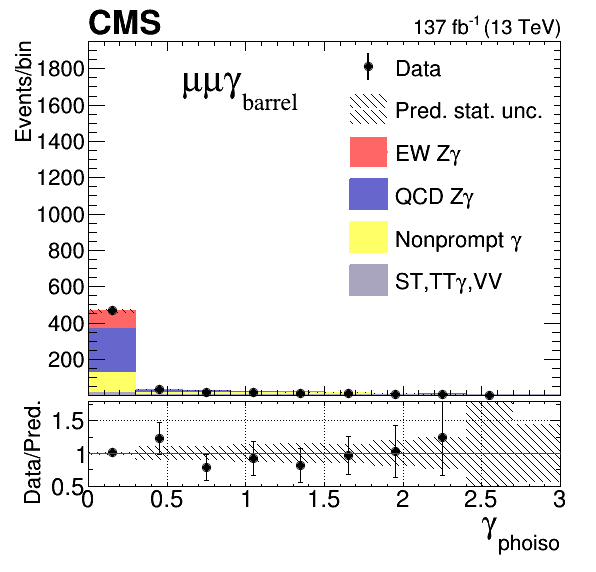 CMS 137 fb⁻¹ (13 TeV)
Events/bin
1800
1600
1400
1200
1000
800
600
400
200
μμγ barrel
Data
Pred. stat. unc.
EW Zγ
QCD Zγ
Nonprompt γ
ST,TTγ,VV
Data/Pred.
1.5
1
0.5
0 0.5 1 1.5 2 2.5 3
γ phoiso